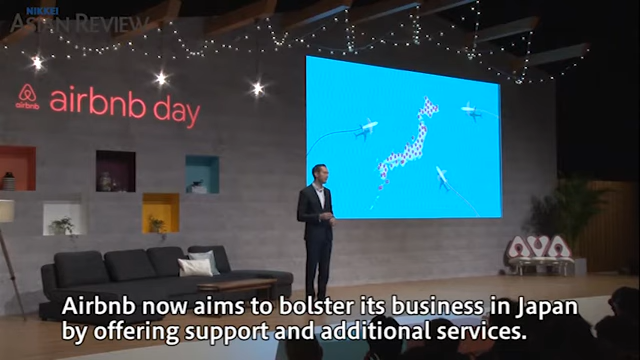 NIKKEI
ASIAN REVIEW
airbnb
airbnb day
Airbnb now aims to bolster its business in Japan
by offering support and additional services.